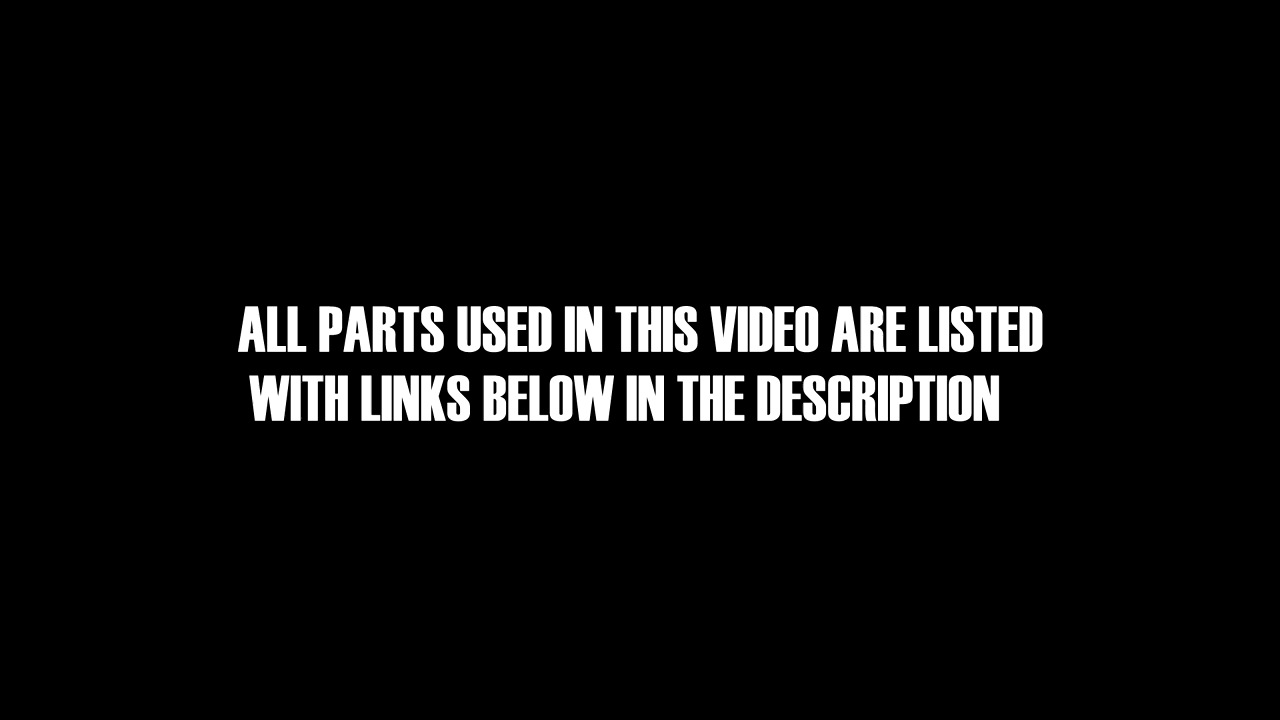 ALL PARTS USED IN THIS VIDEO ARE LISTED
WITH LINKS BELOW IN THE DESCRIPTION